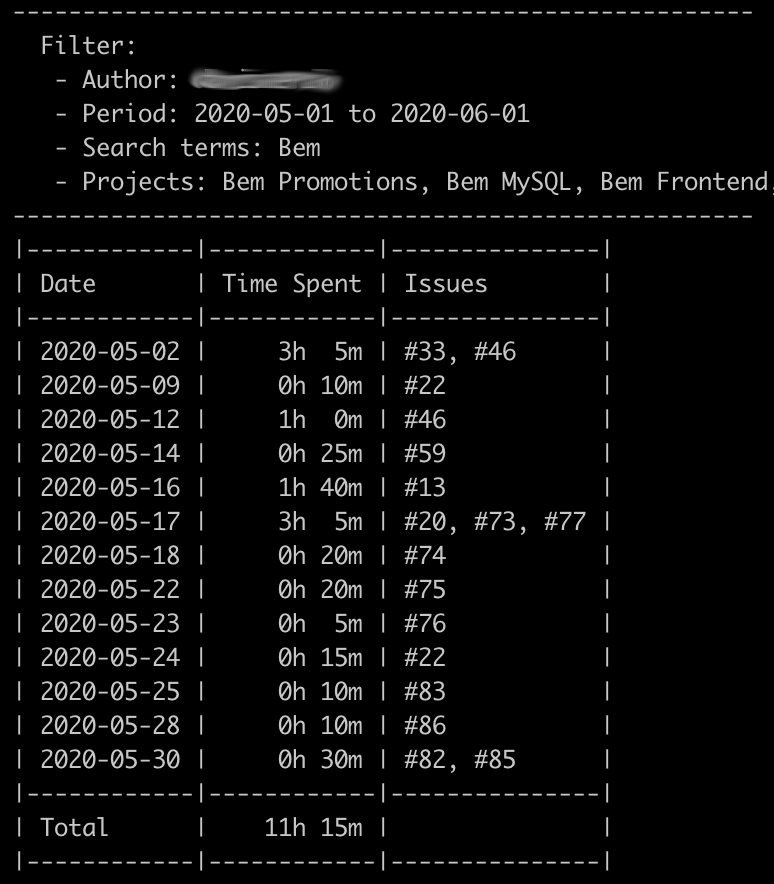 -----------------------------------------------------
  Filter:
   - Author:
   - Period: 2020-05-01 to 2020-06-01
   - Search terms: Bem
   - Projects: Bem Promotions, Bem MySQL, Bem Frontend,
-----------------------------------------------------
|------------|------------|---------------|
| Date       | Time Spent | Issues        |
|------------|------------|---------------|
| 2020-05-02 |     3h  5m | #33, #46      |
| 2020-05-09 |     0h 10m | #22           |
| 2020-05-12 |     1h  0m | #46           |
| 2020-05-14 |     0h 25m | #59           |
| 2020-05-16 |     1h 40m | #13           |
| 2020-05-17 |     3h  5m | #20, #73, #77 |
| 2020-05-18 |     0h 20m | #74           |
| 2020-05-22 |     0h 20m | #75           |
| 2020-05-23 |     0h  5m | #76           |
| 2020-05-24 |     0h 15m | #22           |
| 2020-05-25 |     0h 10m | #83           |
| 2020-05-28 |     0h 10m | #86           |
| 2020-05-30 |     0h 30m | #82, #85      |
|------------|------------|---------------|
| Total      |    11h 15m |               |
|------------|------------|---------------|